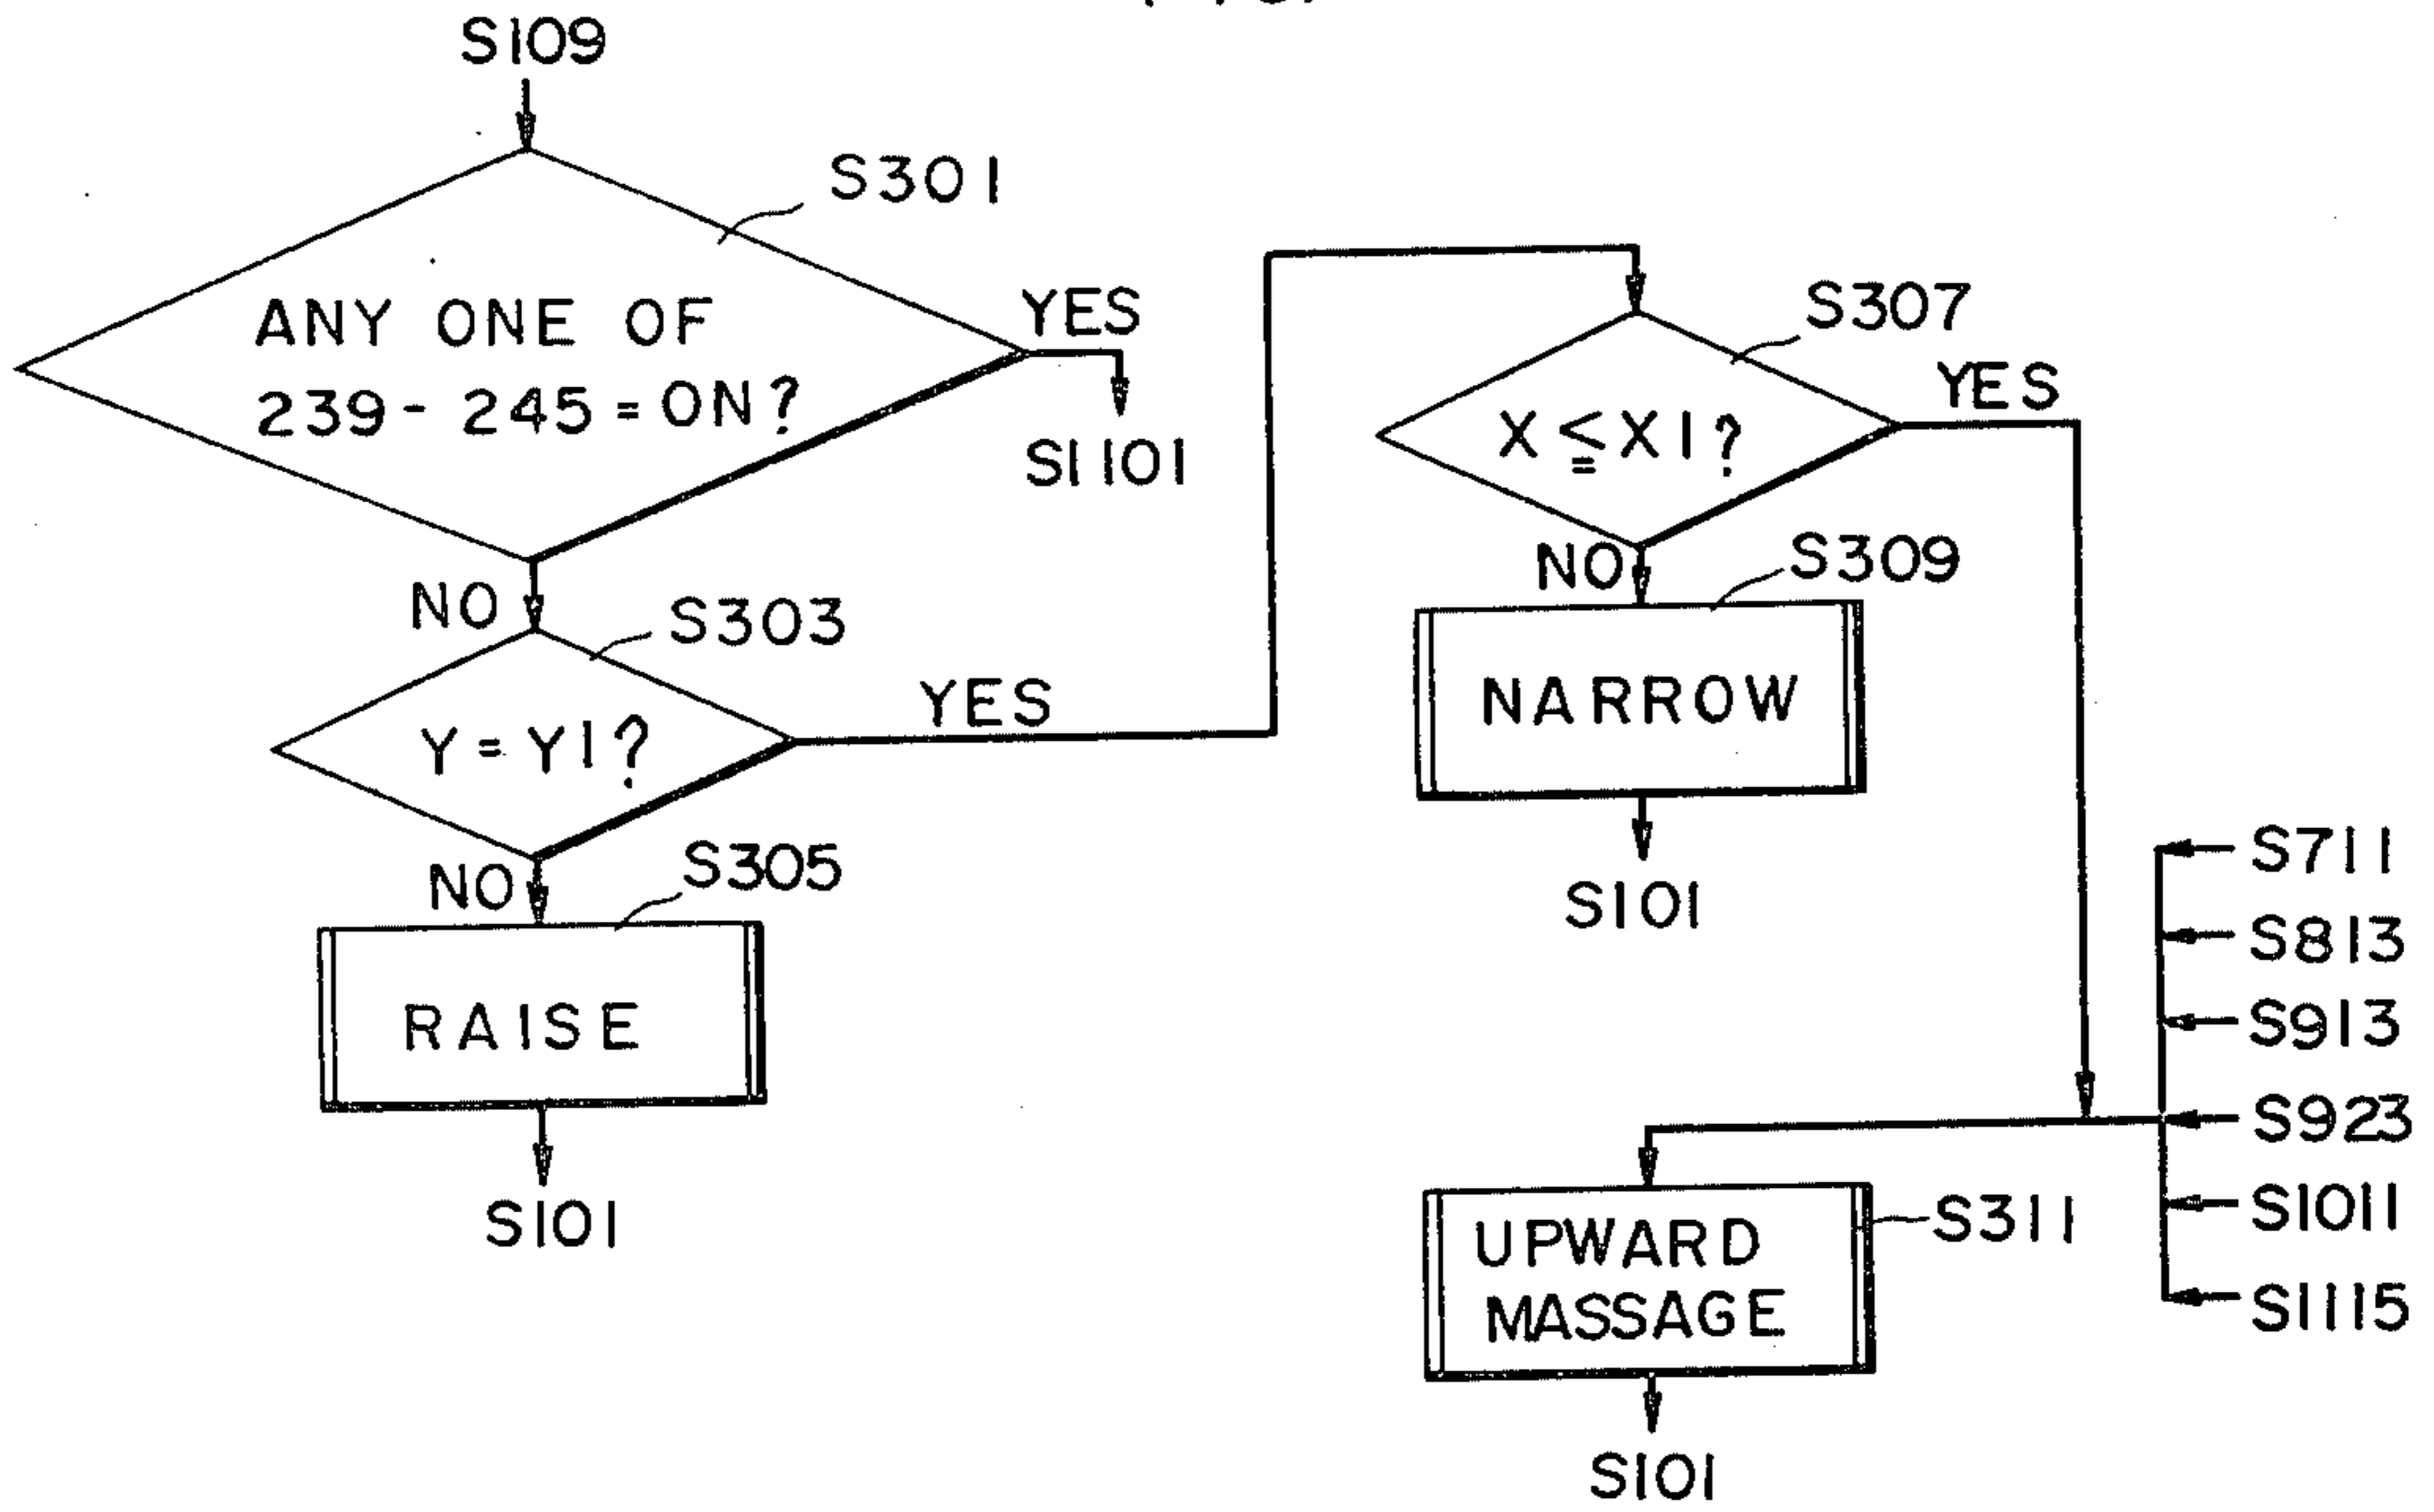 S109
S301
ANY ONE OF
239 - 245 = ON?
YES
S1101
NO
S303
Y = Y1?
YES
NO
S305
RAISE
S101
S307
X ≦ X1?
YES
NO
S309
NARROW
S101
S711
S813
S913
S923
S1011
S1115
UPWARD
MASSAGE
S311
S101